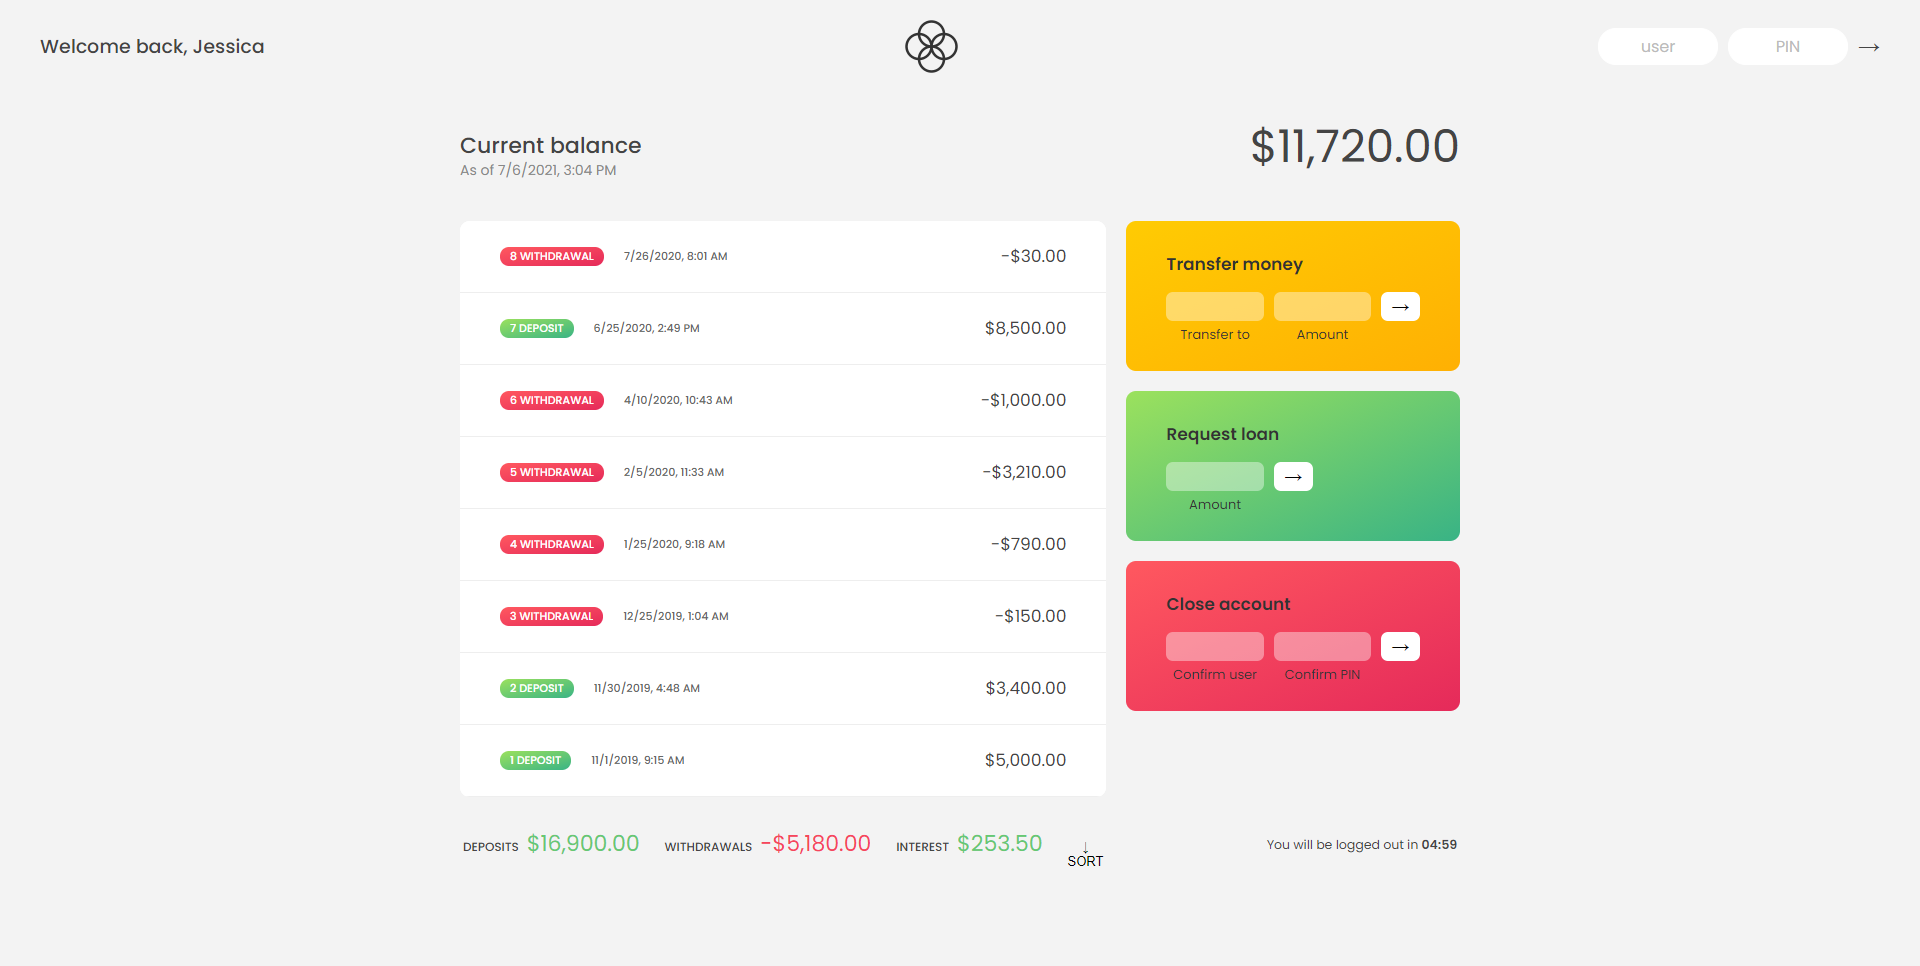 Welcome back, Jessica
user
PIN
→
Current balance
As of 7/6/2021, 3:04 PM
$11,720.00
8 WITHDRAWAL 7/26/2020, 8:01 AM -$30.00
7 DEPOSIT 6/25/2020, 2:49 PM $8,500.00
6 WITHDRAWAL 4/10/2020, 10:43 AM -$1,000.00
5 WITHDRAWAL 2/5/2020, 11:33 AM -$3,210.00
4 WITHDRAWAL 1/25/2020, 9:18 AM -$790.00
3 WITHDRAWAL 12/25/2019, 1:04 AM -$150.00
2 DEPOSIT 11/30/2019, 4:48 AM $3,400.00
1 DEPOSIT 11/1/2019, 9:15 AM $5,000.00
Transfer money
→
Transfer to Amount
Request loan
→
Amount
Close account
→
Confirm user Confirm PIN
DEPOSITS $16,900.00 WITHDRAWALS -$5,180.00 INTEREST $253.50
↓
SORT
You will be logged out in 04:59